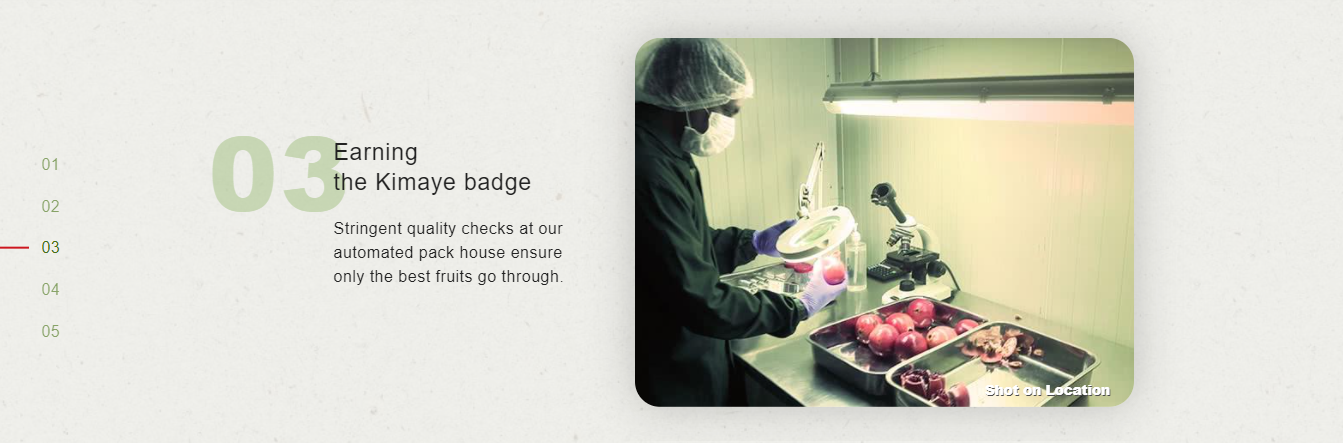 01
02
03
04
05
03
Earning
the Kimaye badge
Stringent quality checks at our
automated pack house ensure
only the best fruits go through.
Shot on Location